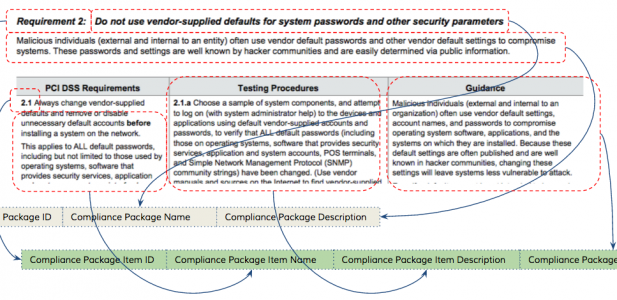 Requirement 2: Do not use vendor-supplied defaults for system passwords and other security parameters
Malicious individuals (external and internal to an entity) often use vendor default passwords and other vendor default settings to compromise
systems. These passwords and settings are well known by hacker communities and are easily determined via public information.
PCI DSS Requirements
2.1 Always change vendor-supplied
defaults and remove or disable
unnecessary default accounts before
installing a system on the network.
This applies to ALL default passwords,
including but not limited to those used by
operating systems, software that
provides security services, application
Testing Procedures
2.1.a Choose a sample of system components, and attempt
to log on (with system administrator help) to the devices and
applications using default vendor-supplied accounts and
passwords, to verify that ALL default passwords (including
those on operating systems, software that provides security
services, application and system accounts, POS terminals,
and Simple Network Management Protocol (SNMP)
community strings) have been changed. (Use vendor
manuals and sources on the Internet to find vendor-supplied
Guidance
Malicious individuals (external and internal to an
organization) often use vendor default settings,
account names, and passwords to compromise
operating system software, applications, and the
systems on which they are installed. Because these
default settings are often published and are well
known in hacker communities, changing these
settings will leave systems less vulnerable to attack.
Package ID Compliance Package Name Compliance Package Description
Compliance Package Item ID Compliance Package Item Name Compliance Package Item Description Compliance Package